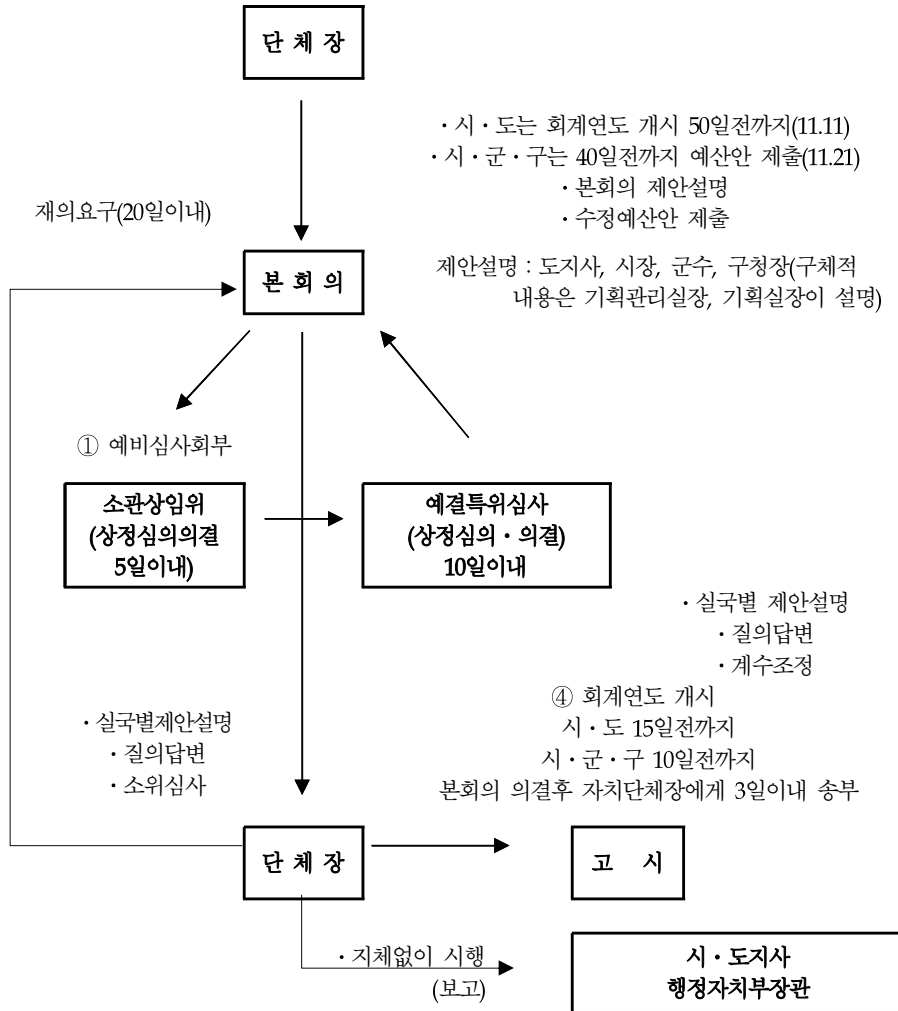 단 체 장
· 시 · 도는 회계연도 개시 50일전까지(11.11)
· 시 · 군 · 구는 40일전까지 예산안 제출(11.21)
· 본회의 제안설명
· 수정예산안 제출
재의요구(20일이내)
본 회 의
제안설명 : 도지사, 시장, 군수, 구청장(구체적
내용은 기획관리실장, 기획실장이 설명)
① 예비심사회부
소관상임위
(상정심의의결
5일이내)
예결특위심사
(상정심의 · 의결)
10일이내
· 실국별 제안설명
· 질의답변
· 계수조정
④ 회계연도 개시
시 · 도 15일전까지
시 · 군 · 구 10일전까지
본회의 의결후 자치단체장에게 3일이내 송부
· 실국별제안설명
· 질의답변
· 소위심사
단 체 장
고 시
· 지체없이 시행
(보고)
시 · 도지사
행정자치부장관